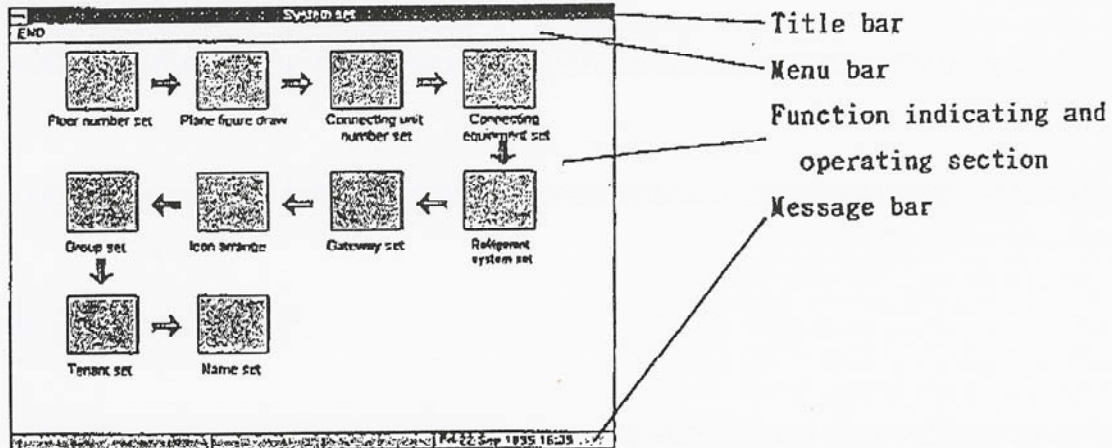 System set
END
Title bar
Menu bar
Function indicating and
operating section
Message bar
Floor number set
Plane figure draw
Connecting unit
number set
Connecting
equipment set
Group set
Icon arrange
Gateway set
Refrigerant
system set
Tenant set
Name set
Fri 22 Sep 1995